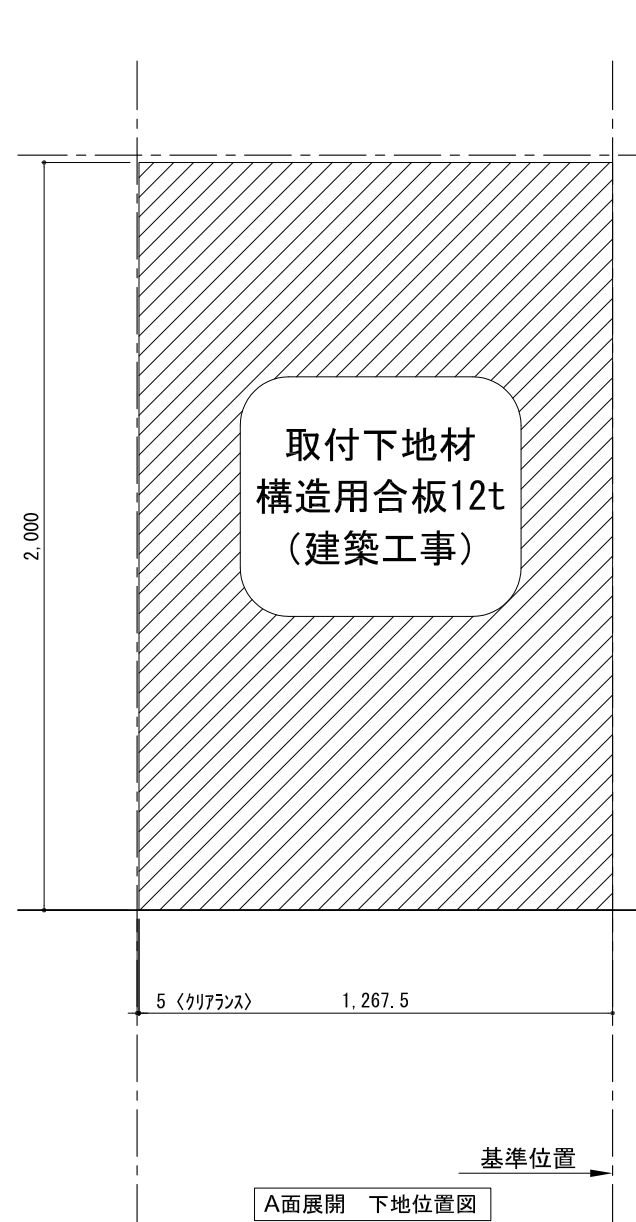 取付下地材
構造用合板12t
（建築工事）
2,000
5 〈ｸﾘｱﾗﾝｽ〉 1,267.5
基準位置
A面展開　下地位置図